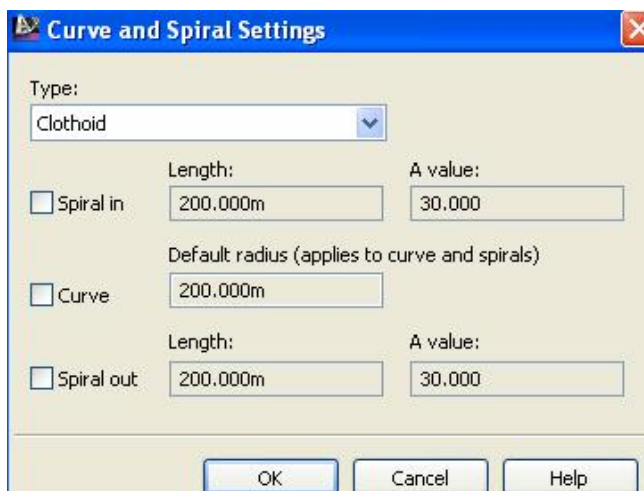 Curve and Spiral Settings
Type:
Clothoid
Length: A value:
Spiral in 200.000m 30.000
Default radius (applies to curve and spirals)
Curve 200.000m
Length: A value:
Spiral out 200.000m 30.000
OK Cancel Help